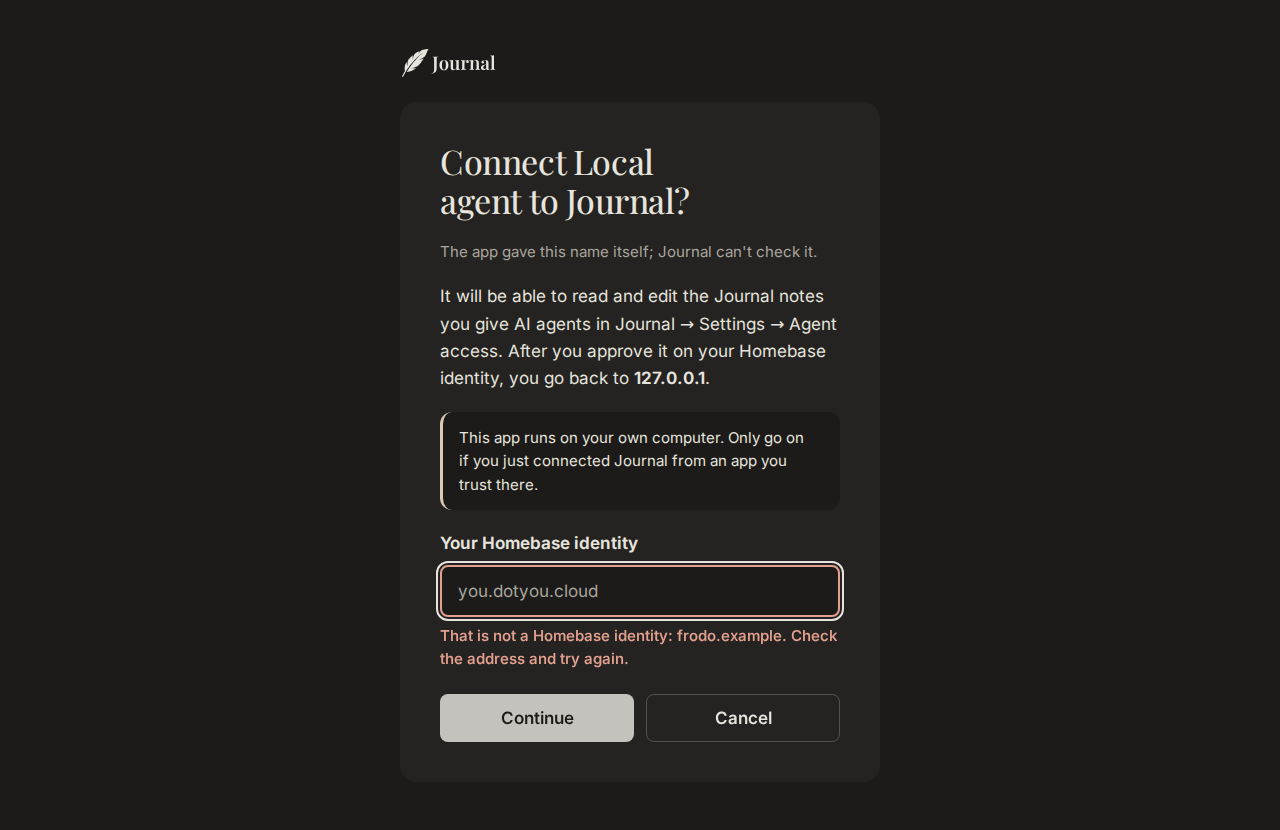 Journal
Connect Local
agent to Journal?
The app gave this name itself; Journal can't check it.
It will be able to read and edit the Journal notes
you give AI agents in Journal → Settings → Agent
access. After you approve it on your Homebase
identity, you go back to 127.0.0.1.
This app runs on your own computer. Only go on
if you just connected Journal from an app you
trust there.
Your Homebase identity
you.dotyou.cloud
That is not a Homebase identity: frodo.example. Check
the address and try again.
Continue
Cancel